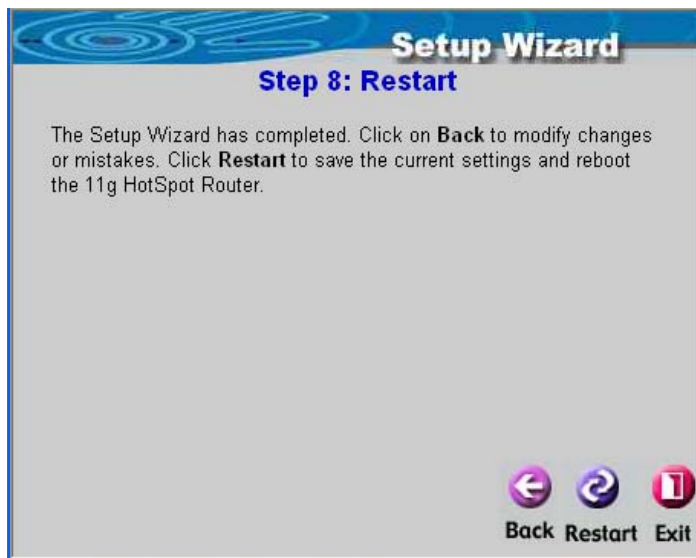 Setup Wizard
Step 8: Restart
The Setup Wizard has completed. Click on Back to modify changes
or mistakes. Click Restart to save the current settings and reboot
the 11g HotSpot Router.
Back Restart Exit